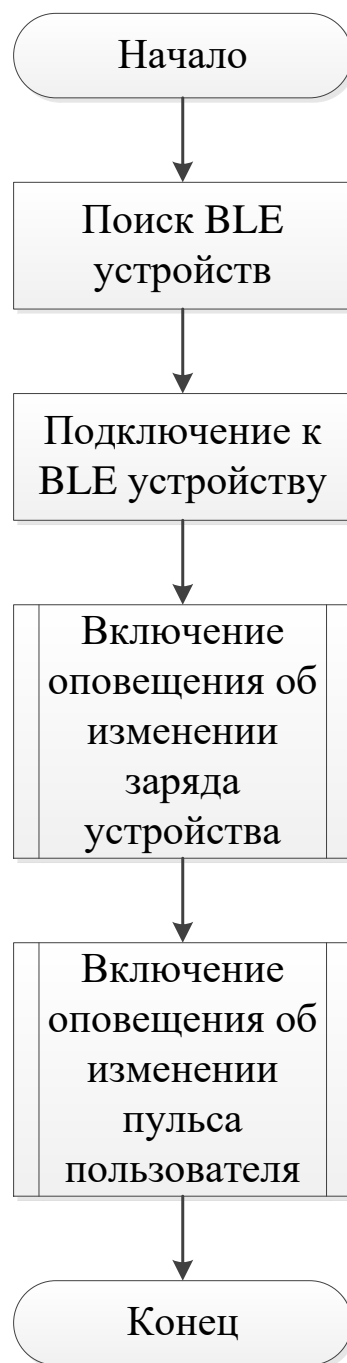 Начало
Поиск BLE
устройств
Подключение к
BLE устройству
Включение
оповещения об
изменении
заряда
устройства
Включение
оповещения об
изменении
пульса
пользователя
Конец